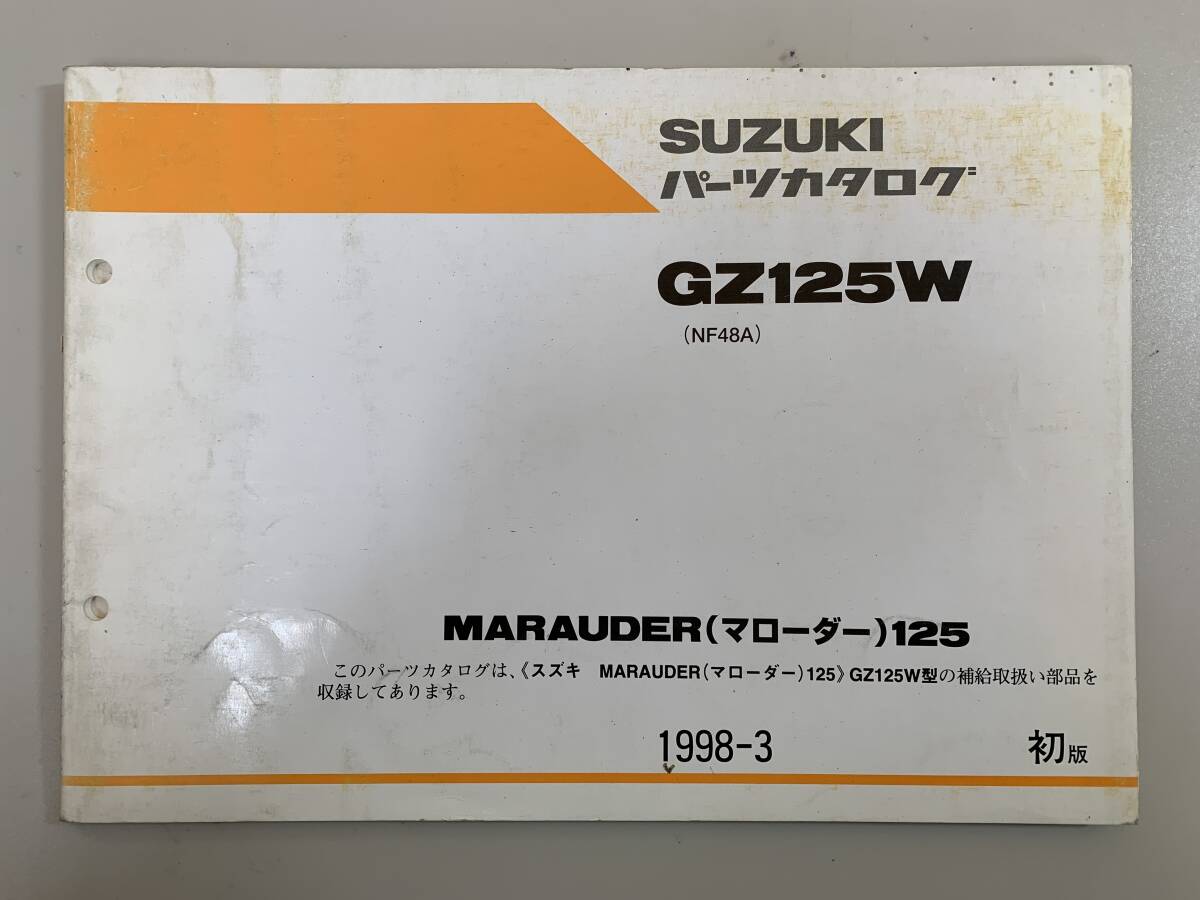 SUZUKI
パーツカタログ
GZ125W
(NF48A)
MARAUDER(マローダー)125
このパーツカタログは、《スズキ　MARAUDER(マローダー)125》GZ125W型の補給取扱い部品を
収録してあります。
1998-3　初版